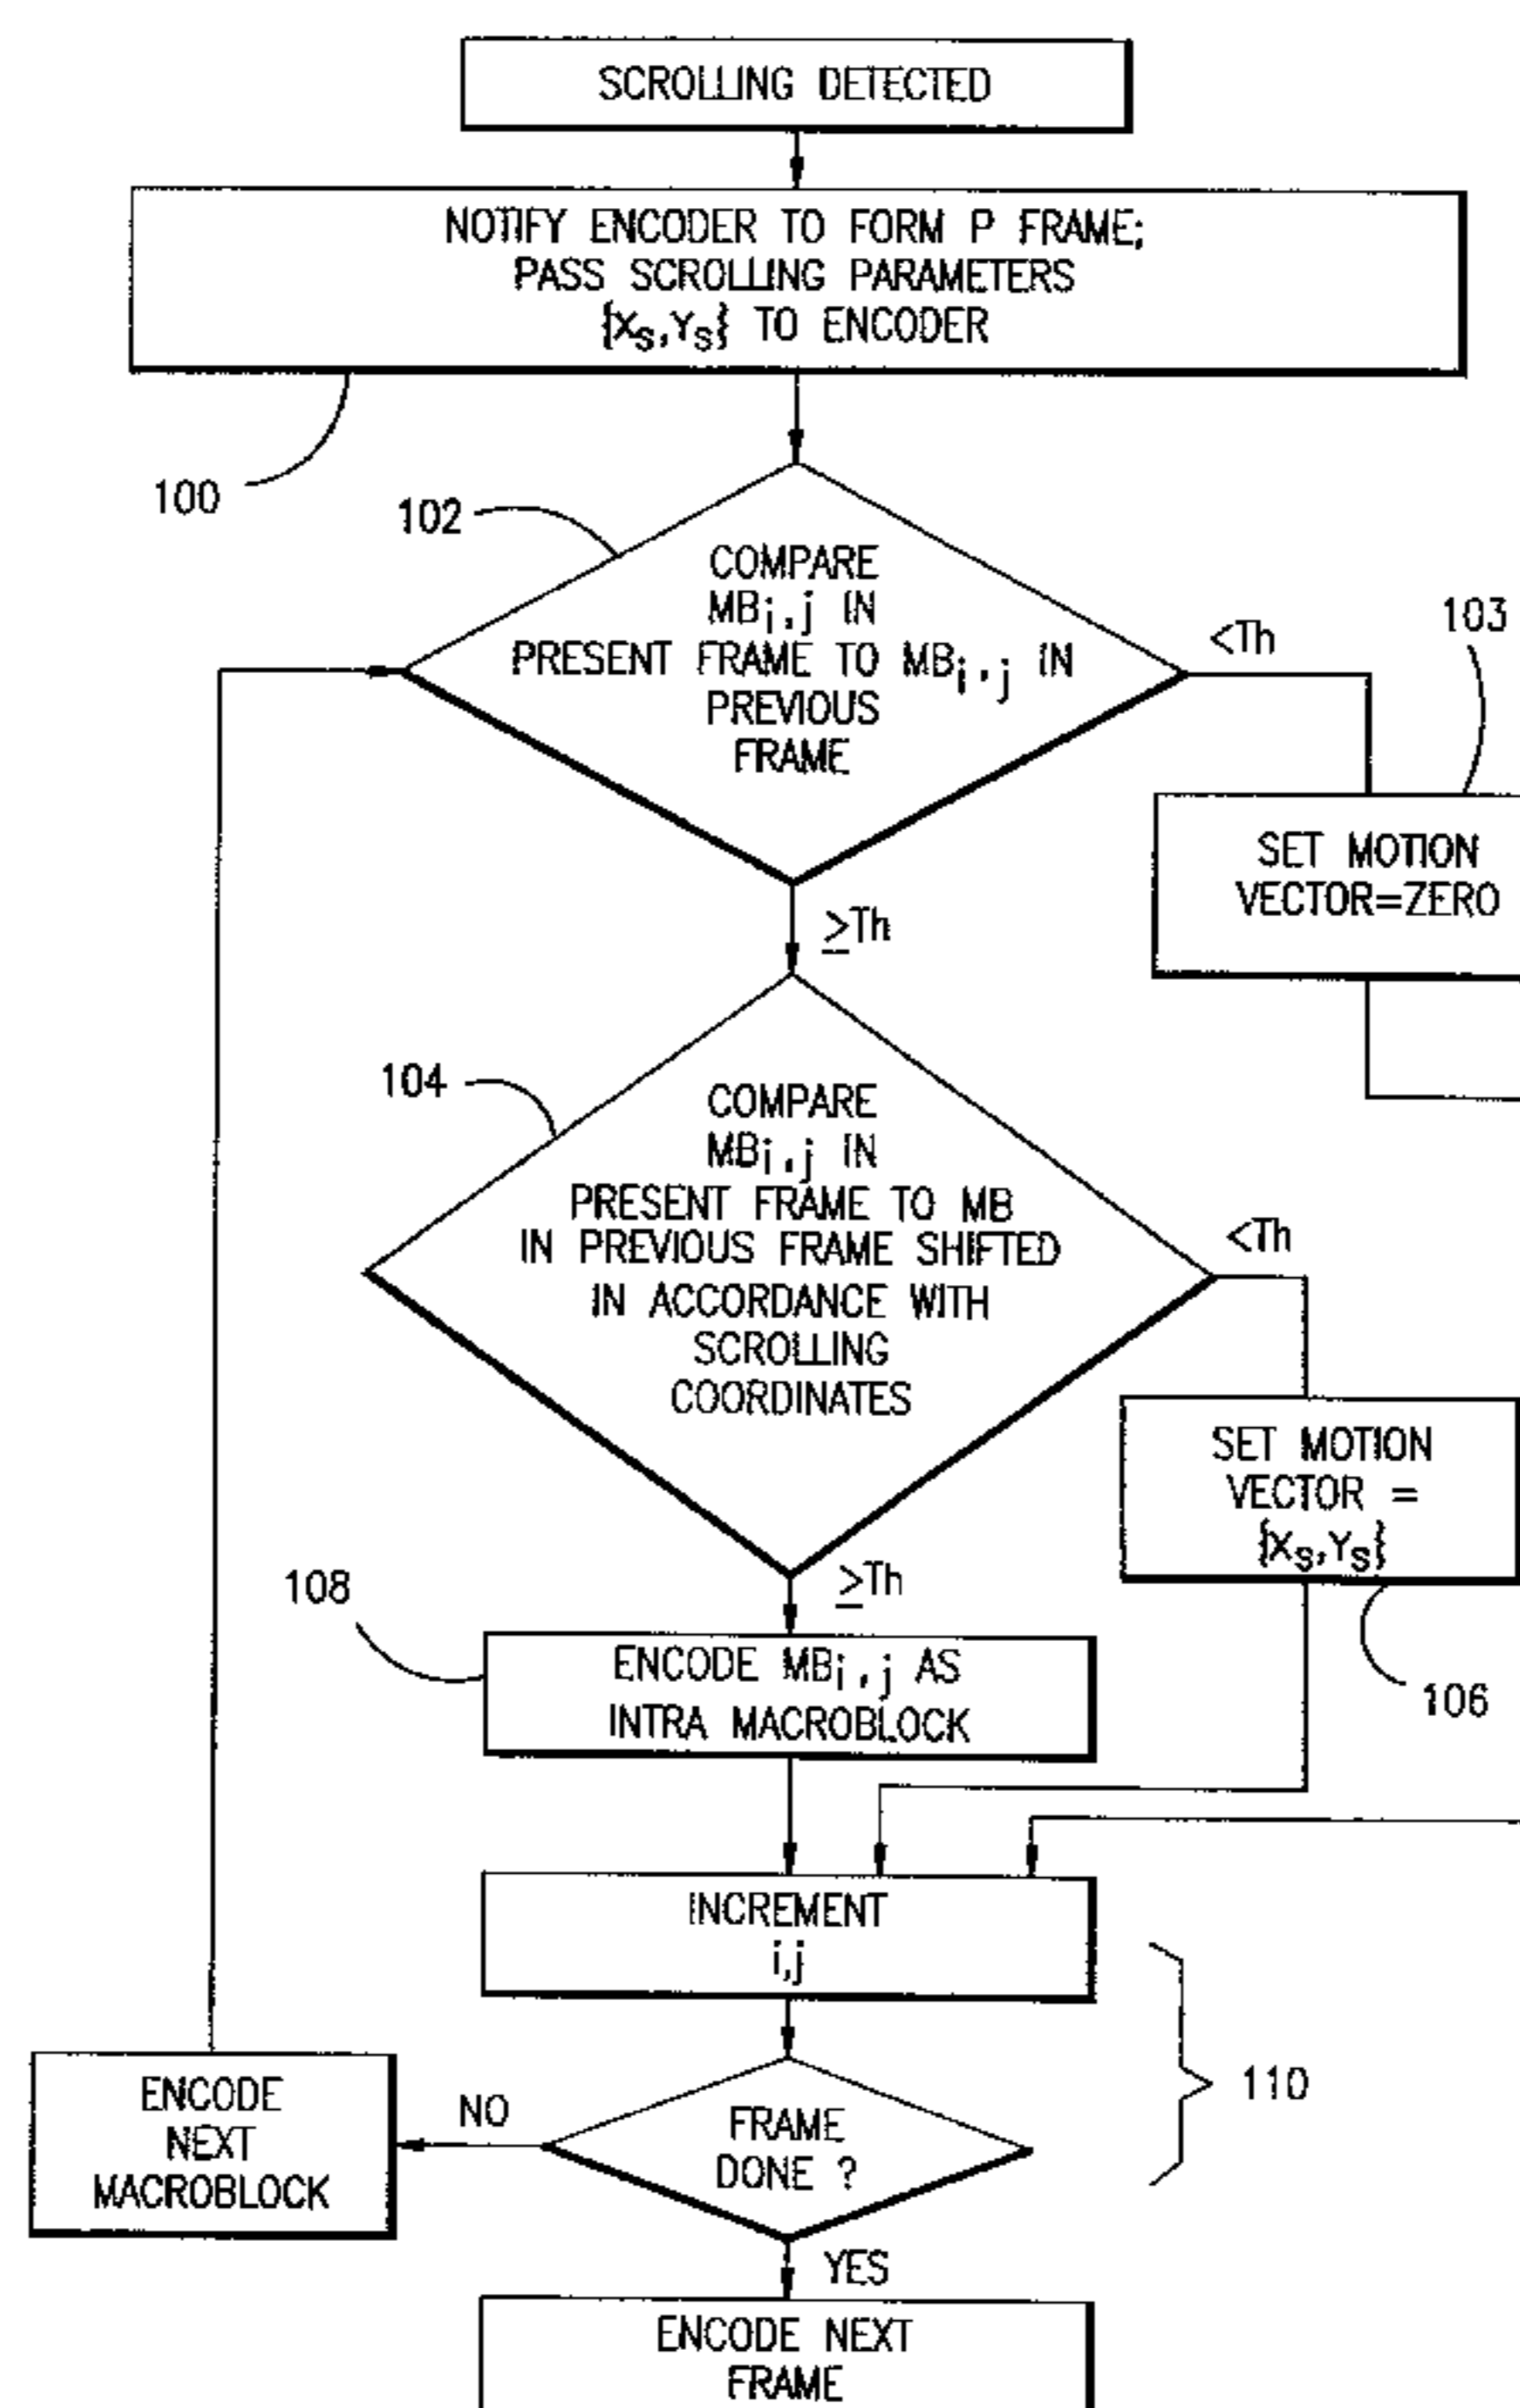 SCROLLING DETECTED
NOTIFY ENCODER TO FORM P FRAME;
PASS SCROLLING PARAMETERS
{Xs,Ys} TO ENCODER
100
102
COMPARE
MBi,j IN
PRESENT FRAME TO MBi,j IN
PREVIOUS
FRAME
<Th
103
SET MOTION
VECTOR=ZERO
≥Th
104
COMPARE
MBi,j IN
PRESENT FRAME TO MB
IN PREVIOUS FRAME SHIFTED
IN ACCORDANCE WITH
SCROLLING
COORDINATES
<Th
SET MOTION
VECTOR =
{Xs,Ys}
106
≥Th
108
ENCODE MBi,j AS
INTRA MACROBLOCK
INCREMENT
i,j
110
FRAME
DONE ?
NO
ENCODE
NEXT
MACROBLOCK
YES
ENCODE NEXT
FRAME